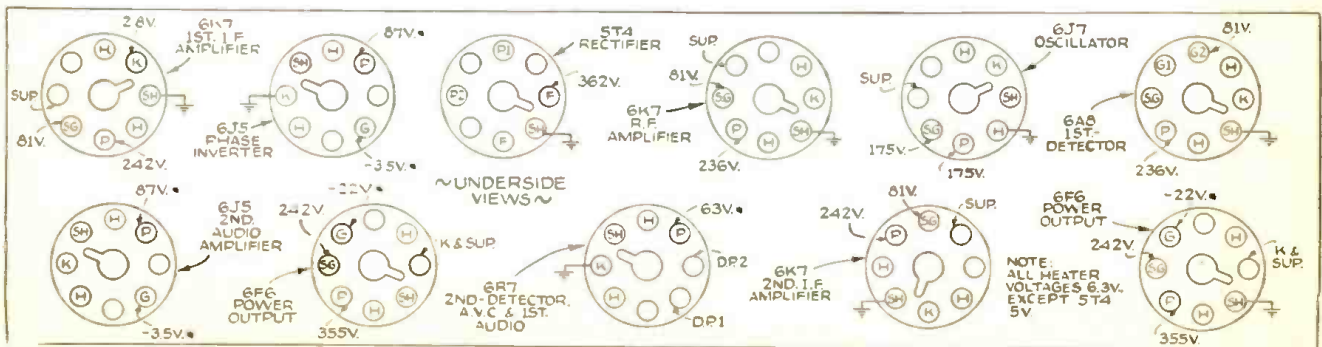 2.8V.
6K7
1ST. I.F
AMPLIFIER
H
K
SH
SUP.
SG
P
H
81V.
242V.
87V.
SH
H
P
K
H
G
6J5
PHASE
INVERTER
-3.5V.
P1
5T4
RECTIFIER
362V.
P2
F
F
SH
~UNDERSIDE
VIEWS~
SUP.
81V.
H
SG
K
P
H
SH
6K7
R.F.
AMPLIFIER
236V.
6J7
OSCILLATOR
SUP.
H
K
SH
SG
P
H
175V.
175V.
81V.
G1
G2
H
SG
K
P
H
SH
6A8
1ST.-
DETECTOR
236V.
87V.
SH
H
P
K
H
G
6J5
2ND.
AUDIO
AMPLIFIER
-3.5V.
-22V.
242V.
G
H
K & SUP.
SG
P
H
SH
6F6
POWER
OUTPUT
355V.
63V.
SH
H
P
D.P.2
K
H
6R7
2ND-DETECTOR,
A.V.C & 1ST.
AUDIO
D.P.1
81V.
SUP.
242V.
P
SG
H
SH
K
H
6K7
2ND. I.F
AMPLIFIER
6F6
POWER
OUTPUT
-22V.
242V.
G
H
K &
SUP.
SG
P
H
SH
355V.
NOTE:
ALL HEATER
VOLTAGES 6.3V.
EXCEPT 5T4
5V.